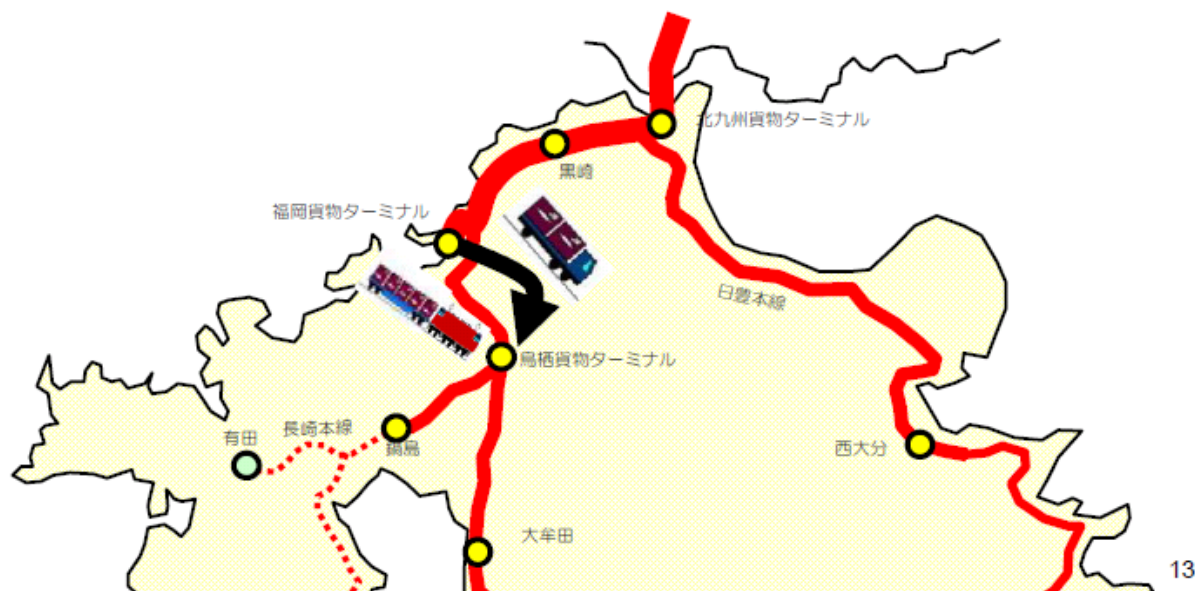 北九州貨物ターミナル
黒崎
福岡貨物ターミナル
日豊本線
鳥栖貨物ターミナル
長崎本線
有田
鍋島
西大分
大牟田
13